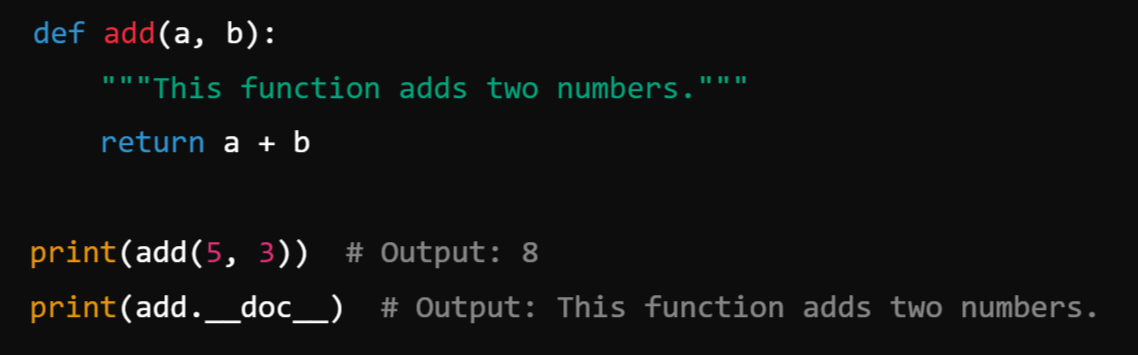 def add(a, b):
    """This function adds two numbers."""
    return a + b
print(add(5, 3))  # Output: 8
print(add.__doc__)  # Output: This function adds two numbers.